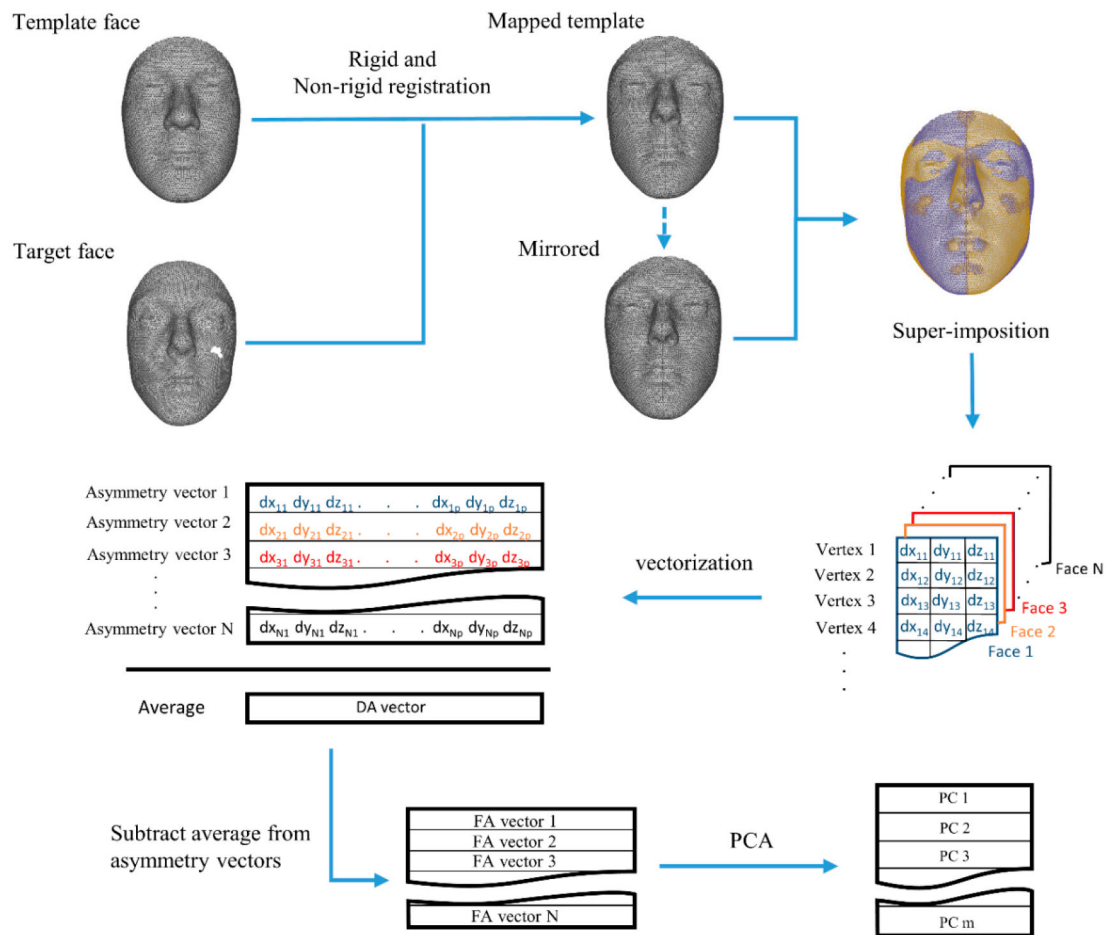 Template face
Mapped template
Rigid and
Non-rigid registration
Target face
Mirrored
Super-imposition
Asymmetry vector 1
dx11 dy11 dz11 . . . dx1p dy1p dz1p
Asymmetry vector 2
dx21 dy21 dz21 . . . dx2p dy2p dz2p
Asymmetry vector 3
dx31 dy31 dz31 . . . dx3p dy3p dz3p
Asymmetry vector N
dxN1 dyN1 dzN1 . . . dxNp dyNp dzNp
Average
DA vector
vectorization
Vertex 1 dx11 dy11 dz11
Vertex 2 dx12 dy12 dz12
Vertex 3 dx13 dy13 dz13
Vertex 4 dx14 dy14 dz14
Face N
Face 3
Face 2
Face 1
Subtract average from
asymmetry vectors
FA vector 1
FA vector 2
FA vector 3
FA vector N
PCA
PC 1
PC 2
PC 3
PC m